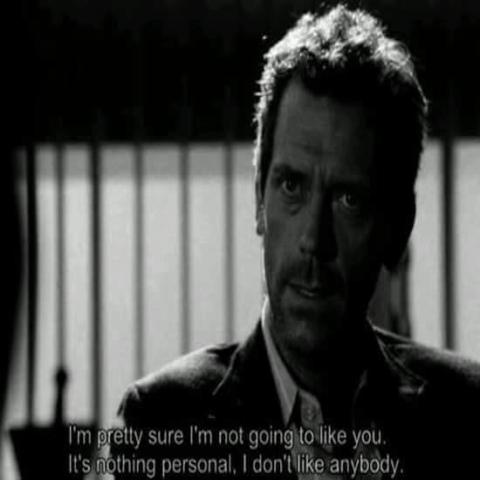 I'm pretty sure I'm not going to like you.
It's nothing personal, I don't like anybody.